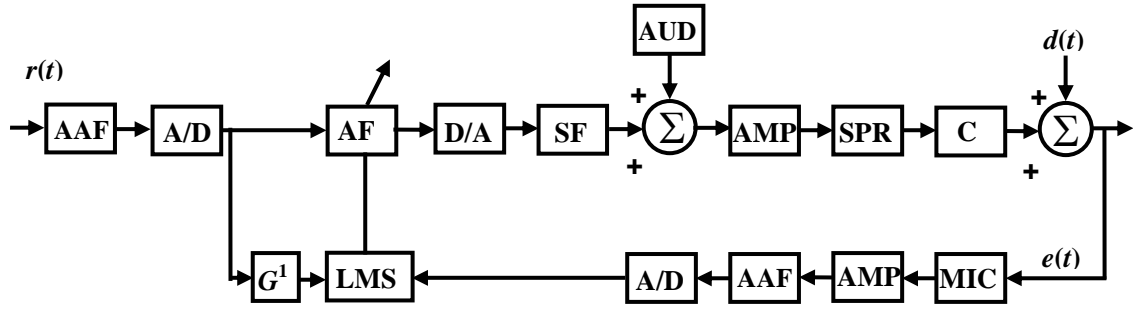 AUD
d(t)
r(t)
+ +
AAF A/D AF D/A SF Σ AMP SPR C Σ
+ +
G¹ LMS A/D AAF AMP MIC e(t)